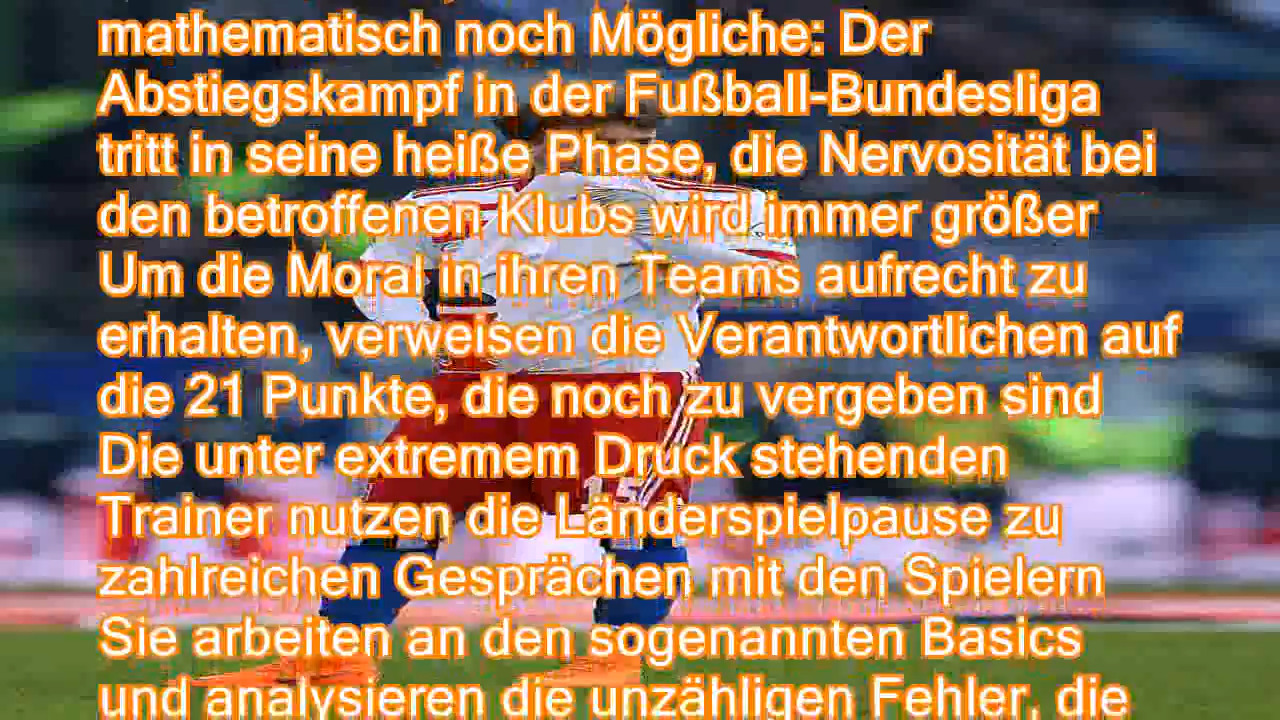 mathematisch noch Mögliche: Der
Abstiegskampf in der Fußball-Bundesliga
tritt in seine heiße Phase, die Nervosität bei
den betroffenen Klubs wird immer größer
Um die Moral in ihren Teams aufrecht zu
erhalten, verweisen die Verantwortlichen auf
die 21 Punkte, die noch zu vergeben sind
Die unter extremem Druck stehenden
Trainer nutzen die Länderspielpause zu
zahlreichen Gesprächen mit den Spielern
15
Sie arbeiten an den sogenannten Basics
und analysieren die unzähligen Fehler, die